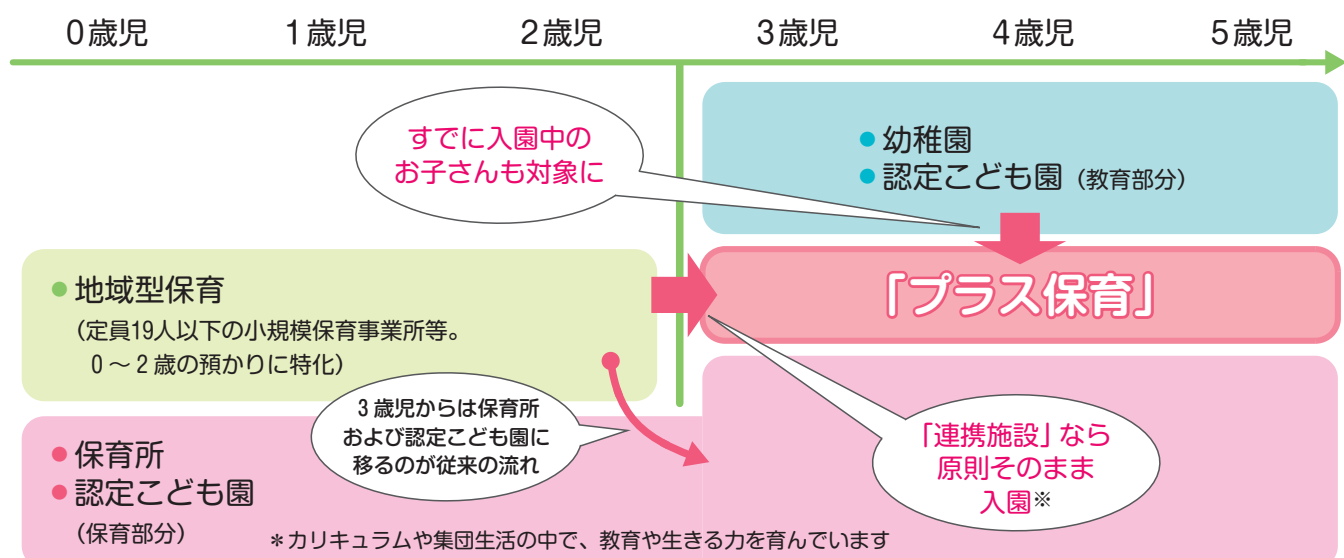 0歳児 1歳児 2歳児 3歳児 4歳児 5歳児
すでに入園中の
お子さんも対象に
●幼稚園
●認定こども園（教育部分）
●地域型保育
（定員19人以下の小規模保育事業所等。
0～2歳の預かりに特化）
「プラス保育」
3歳児からは保育所
および認定こども園に
移るのが従来の流れ
「連携施設」なら
原則そのまま
入園※
●保育所
●認定こども園
（保育部分）
＊カリキュラムや集団生活の中で、教育や生きる力を育んでいます